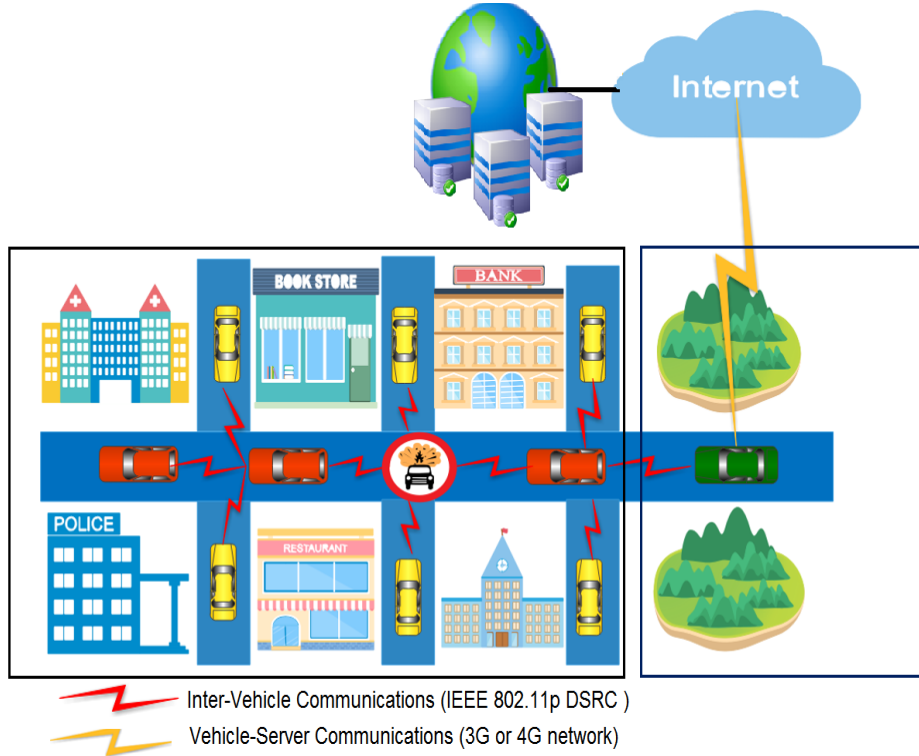 Internet
BOOK STORE
BANK
POLICE
RESTAURANT
Inter-Vehicle Communications (IEEE 802.11p DSRC )
Vehicle-Server Communications (3G or 4G network)